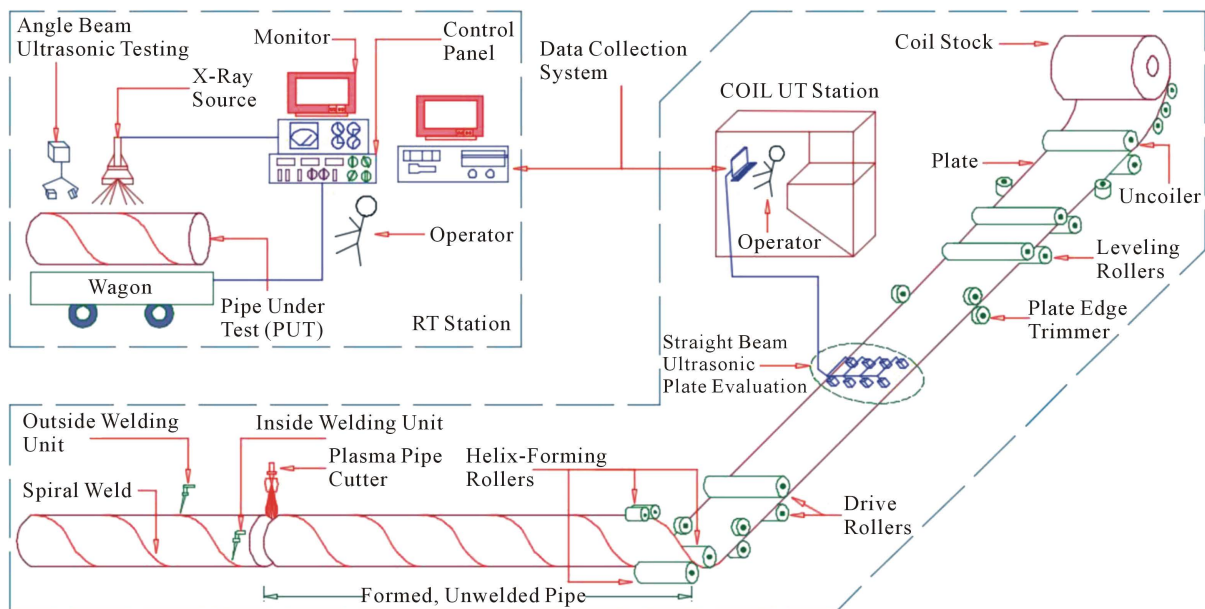 Angle Beam
Ultrasonic Testing
X-Ray
Source
Monitor
Control
Panel
Operator
Wagon
Pipe Under
Test (PUT)
RT Station
Data Collection
System
COIL UT Station
Operator
Coil Stock
Plate
Uncoiler
Leveling
Rollers
Plate Edge
Trimmer
Straight Beam
Ultrasonic
Plate Evaluation
Outside Welding
Unit
Inside Welding Unit
Plasma Pipe
Cutter
Spiral Weld
Helix-Forming
Rollers
Drive
Rollers
Formed, Unwelded Pipe